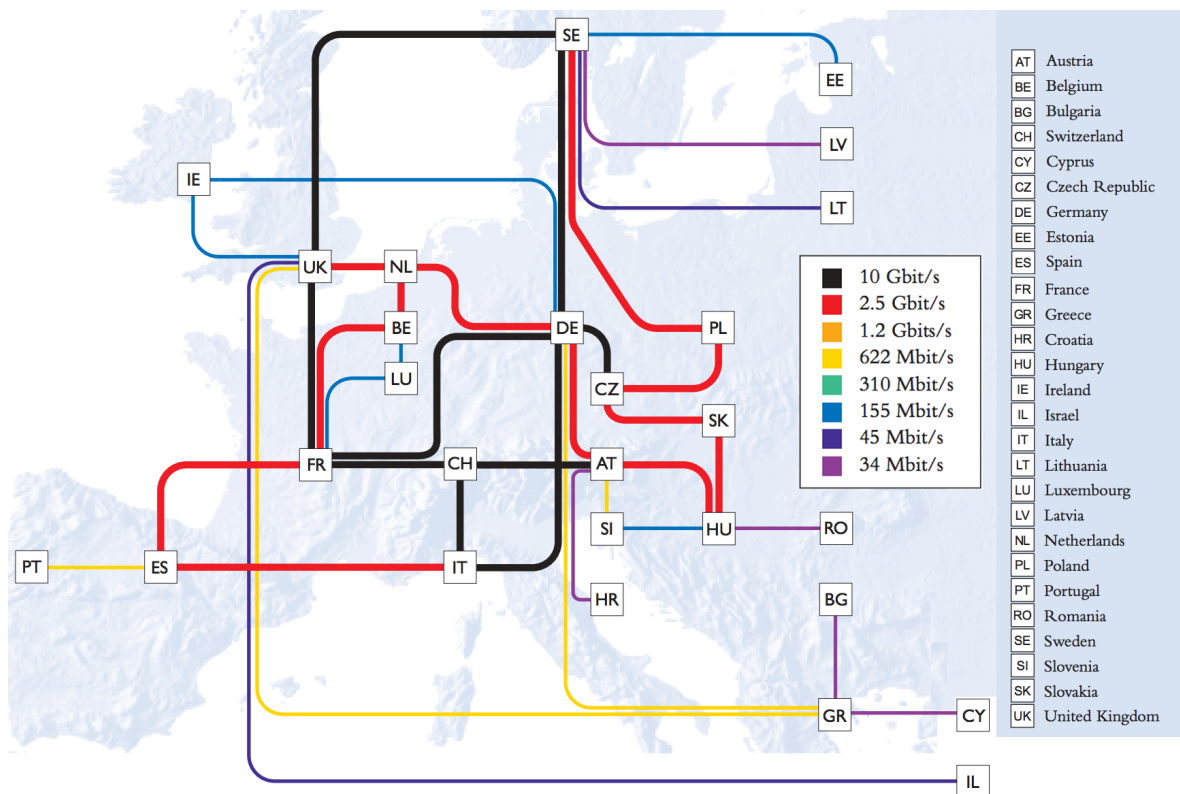 SE
EE
LV
IE
LT
UK
NL
BE
DE
PL
LU
CZ
SK
FR
CH
AT
SI
HU
RO
PT
ES
IT
HR
BG
GR
CY
IL
10 Gbit/s
2.5 Gbit/s
1.2 Gbits/s
622 Mbit/s
310 Mbit/s
155 Mbit/s
45 Mbit/s
34 Mbit/s
AT Austria
BE Belgium
BG Bulgaria
CH Switzerland
CY Cyprus
CZ Czech Republic
DE Germany
EE Estonia
ES Spain
FR France
GR Greece
HR Croatia
HU Hungary
IE Ireland
IL Israel
IT Italy
LT Lithuania
LU Luxembourg
LV Latvia
NL Netherlands
PL Poland
PT Portugal
RO Romania
SE Sweden
SI Slovenia
SK Slovakia
UK United Kingdom